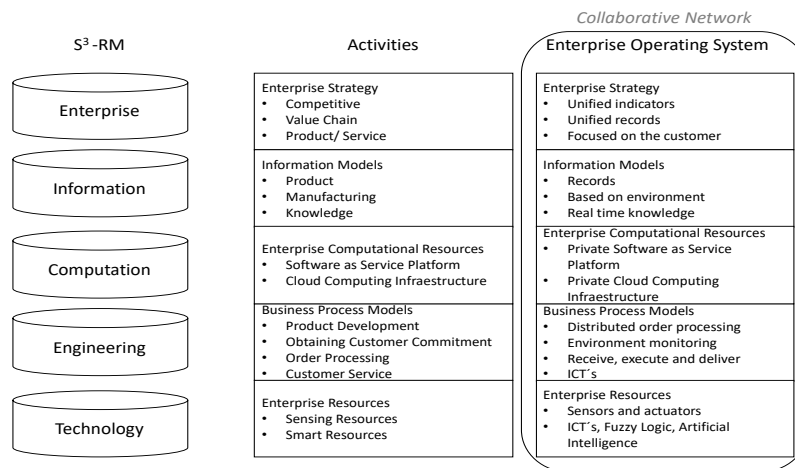 Collaborative Network
S³-RM
Activities
Enterprise Operating System
Enterprise
Enterprise Strategy
• Competitive
• Value Chain
• Product/ Service
Enterprise Strategy
• Unified indicators
• Unified records
• Focused on the customer
Information
Information Models
• Product
• Manufacturing
• Knowledge
Information Models
• Records
• Based on environment
• Real time knowledge
Computation
Enterprise Computational Resources
• Software as Service Platform
• Cloud Computing Infraestructure
Enterprise Computational Resources
• Private Software as Service
Platform
• Private Cloud Computing
Infraestructure
Engineering
Business Process Models
• Product Development
• Obtaining Customer Commitment
• Order Processing
• Customer Service
Business Process Models
• Distributed order processing
• Environment monitoring
• Receive, execute and deliver
• ICT´s
Technology
Enterprise Resources
• Sensing Resources
• Smart Resources
Enterprise Resources
• Sensors and actuators
• ICT´s, Fuzzy Logic, Artificial
Intelligence